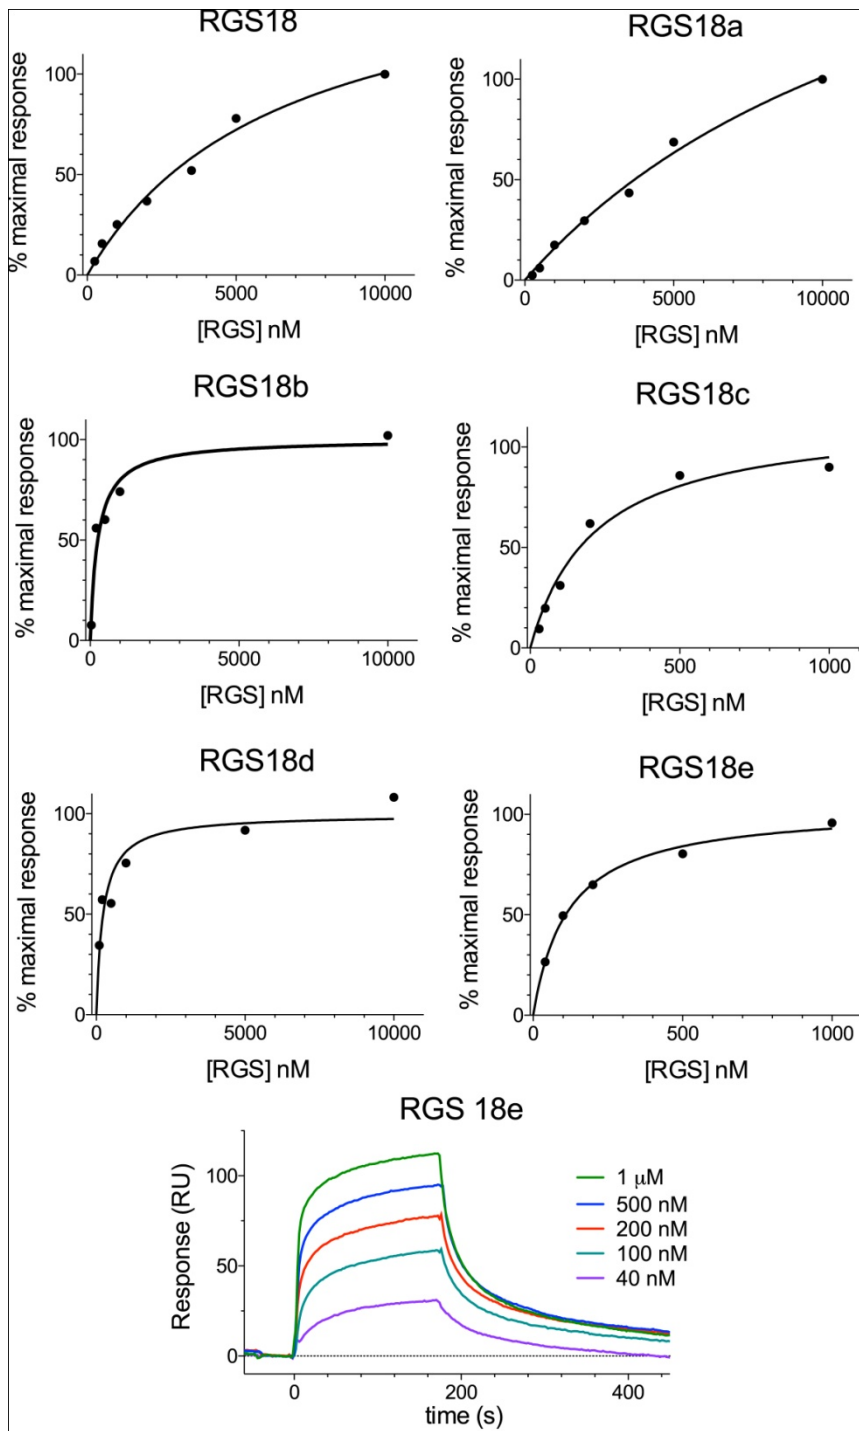 RGS18
% maximal response
100
50
0
0 5000 10000
[RGS] nM
RGS18a
% maximal response
100
50
0
0 5000 10000
[RGS] nM
RGS18b
% maximal response
100
50
0
0 5000 10000
[RGS] nM
RGS18c
% maximal response
100
50
0
0 500 1000
[RGS] nM
RGS18d
% maximal response
100
50
0
0 5000 10000
[RGS] nM
RGS18e
% maximal response
100
50
0
0 500 1000
[RGS] nM
RGS 18e
Response (RU)
100
50
0
0 200 400
time (s)
1 μM
500 nM
200 nM
100 nM
40 nM